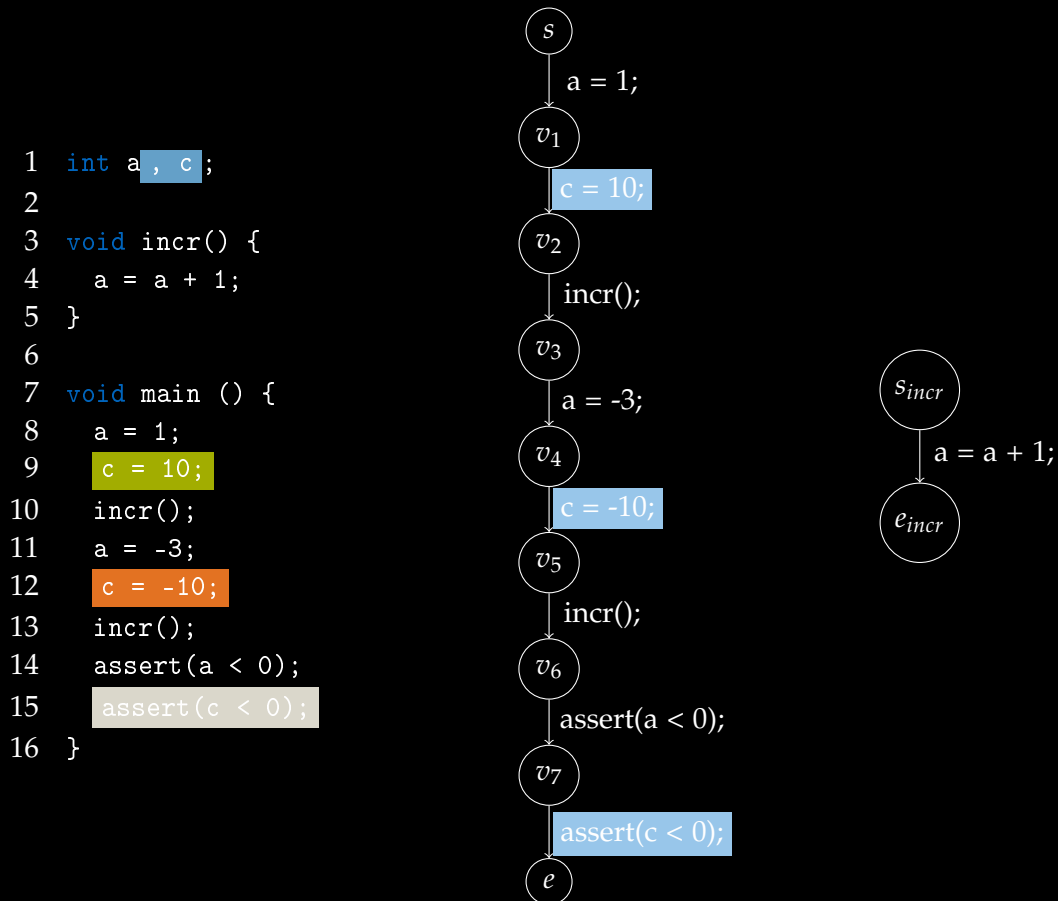 1 int a , c ;
2
3 void incr() {
4 a = a + 1;
5 }
6
7 void main () {
8 a = 1;
9 c = 10;
10 incr();
11 a = -3;
12 c = -10;
13 incr();
14 assert(a < 0);
15 assert(c < 0);
16 }
s
a = 1;
v1
c = 10;
v2
incr();
v3
a = -3;
v4
c = -10;
v5
incr();
v6
assert(a < 0);
v7
assert(c < 0);
e
sincr
a = a + 1;
eincr